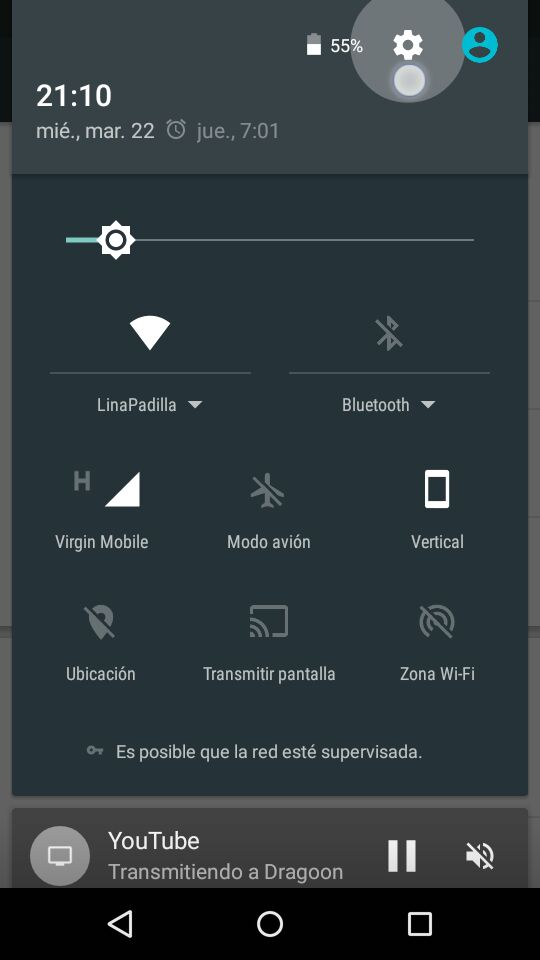 55%
21:10
mié., mar. 22 jue., 7:01
LinaPadilla Bluetooth
H
Virgin Mobile Modo avión Vertical
Ubicación Transmitir pantalla Zona Wi-Fi
Es posible que la red esté supervisada.
YouTube
Transmitiendo a Dragoon